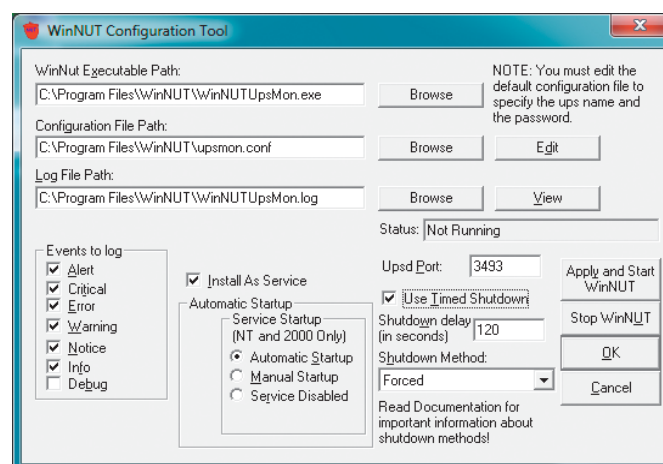 WinNUT Configuration Tool
WinNut Executable Path:
C:\Program Files\WinNUT\WinNUTUpsMon.exe
Browse
NOTE: You must edit the
default configuration file to
specify the ups name and
the password.
Configuration File Path:
C:\Program Files\WinNUT\upsmon.conf
Browse
Edit
Log File Path:
C:\Program Files\WinNUT\WinNUTUpsMon.log
Browse
View
Status: Not Running
Events to log
Alert
Critical
Error
Warning
Notice
Info
Debug
Install As Service
Automatic Startup
Service Startup
(NT and 2000 Only)
Automatic Startup
Manual Startup
Service Disabled
Upsd Port: 3493
Use Timed Shutdown
Shutdown delay
(in seconds) 120
Shutdown Method:
Forced
Read Documentation for
important information about
shutdown methods!
Apply and Start
WinNUT
Stop WinNUT
OK
Cancel